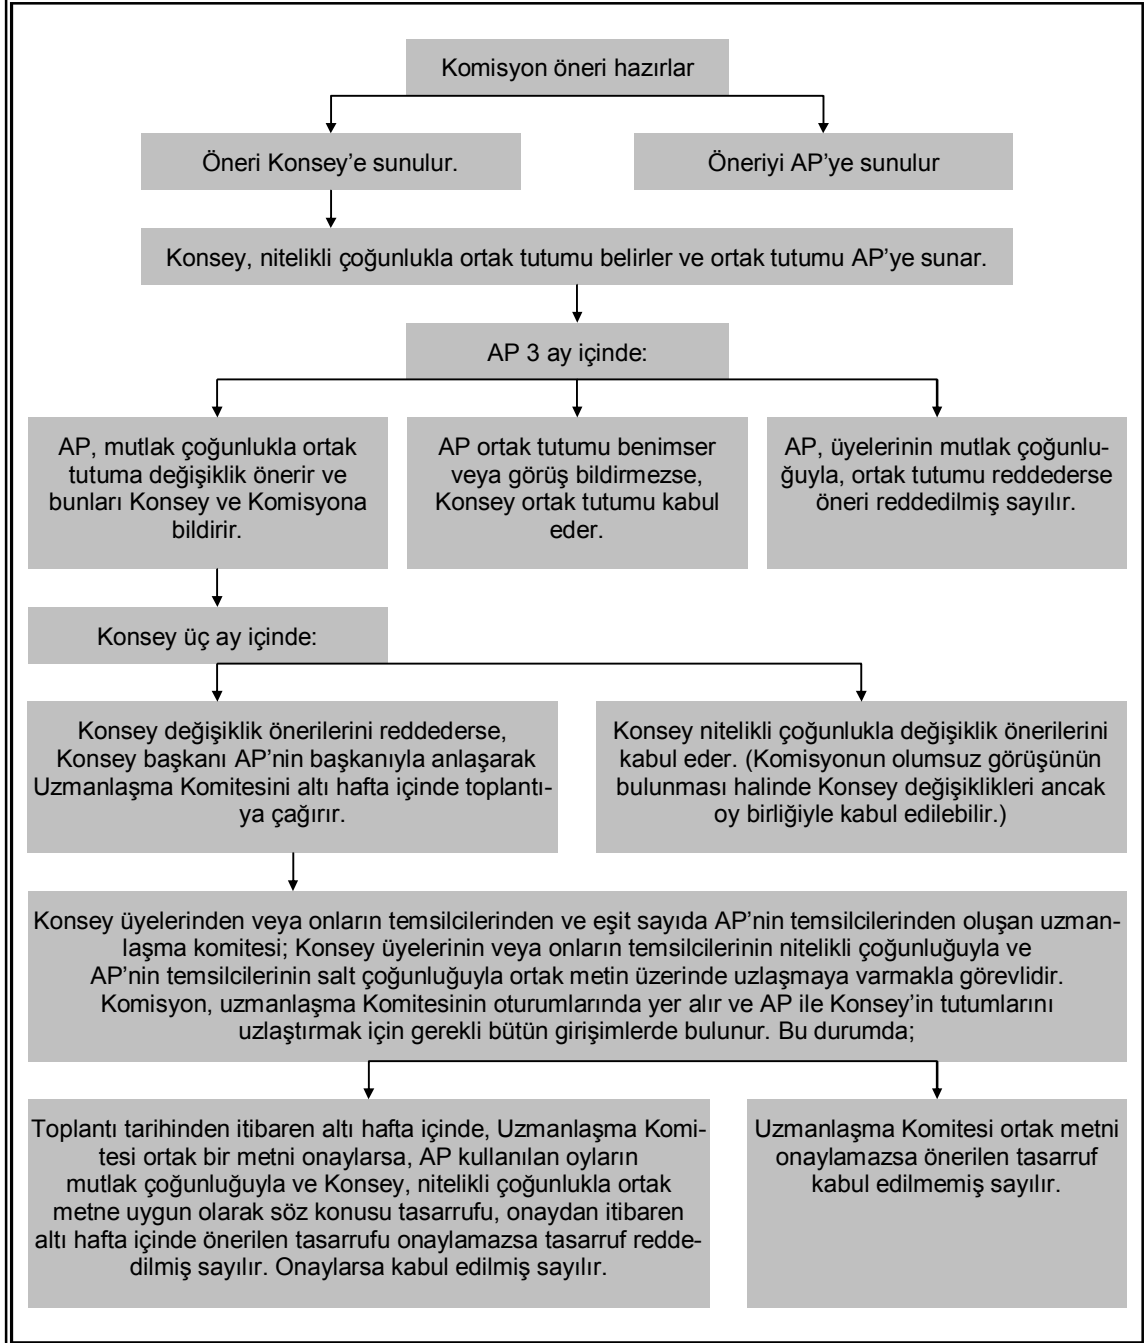 Komisyon öneri hazırlar
Öneri Konsey’e sunulur.
Öneriyi AP’ye sunulur
Konsey, nitelikli çoğunlukla ortak tutumu belirler ve ortak tutumu AP’ye sunar.
AP 3 ay içinde:
AP, mutlak çoğunlukla ortak
tutuma değişiklik önerir ve
bunları Konsey ve Komisyona
bildirir.
AP ortak tutumu benimser
veya görüş bildirmezse,
Konsey ortak tutumu kabul
eder.
AP, üyelerinin mutlak çoğunlu-
ğuyla, ortak tutumu reddederse
öneri reddedilmiş sayılır.
Konsey üç ay içinde:
Konsey değişiklik önerilerini reddederse,
Konsey başkanı AP’nin başkanıyla anlaşarak
Uzmanlaşma Komitesini altı hafta içinde toplantı-
ya çağırır.
Konsey nitelikli çoğunlukla değişiklik önerilerini
kabul eder. (Komisyonun olumsuz görüşünün
bulunması halinde Konsey değişiklikleri ancak
oy birliğiyle kabul edilebilir.)
Konsey üyelerinden veya onların temsilcilerinden ve eşit sayıda AP’nin temsilcilerinden oluşan uzman-
laşma komitesi; Konsey üyelerinin veya onların temsilcilerinin nitelikli çoğunluğuyla ve
AP’nin temsilcilerinin salt çoğunluğuyla ortak metin üzerinde uzlaşmaya varmakla görevlidir.
Komisyon, uzmanlaşma Komitesinin oturumlarında yer alır ve AP ile Konsey’in tutumlarını
uzlaştırmak için gerekli bütün girişimlerde bulunur. Bu durumda;
Toplantı tarihinden itibaren altı hafta içinde, Uzmanlaşma Komi-
tesi ortak bir metni onaylarsa, AP kullanılan oyların
mutlak çoğunluğuyla ve Konsey, nitelikli çoğunlukla ortak
metne uygun olarak söz konusu tasarrufu, onaydan itibaren
altı hafta içinde önerilen tasarrufu onaylamazsa tasarruf redde-
dilmiş sayılır. Onaylarsa kabul edilmiş sayılır.
Uzmanlaşma Komitesi ortak metni
onaylamazsa önerilen tasarruf
kabul edilmemiş sayılır.